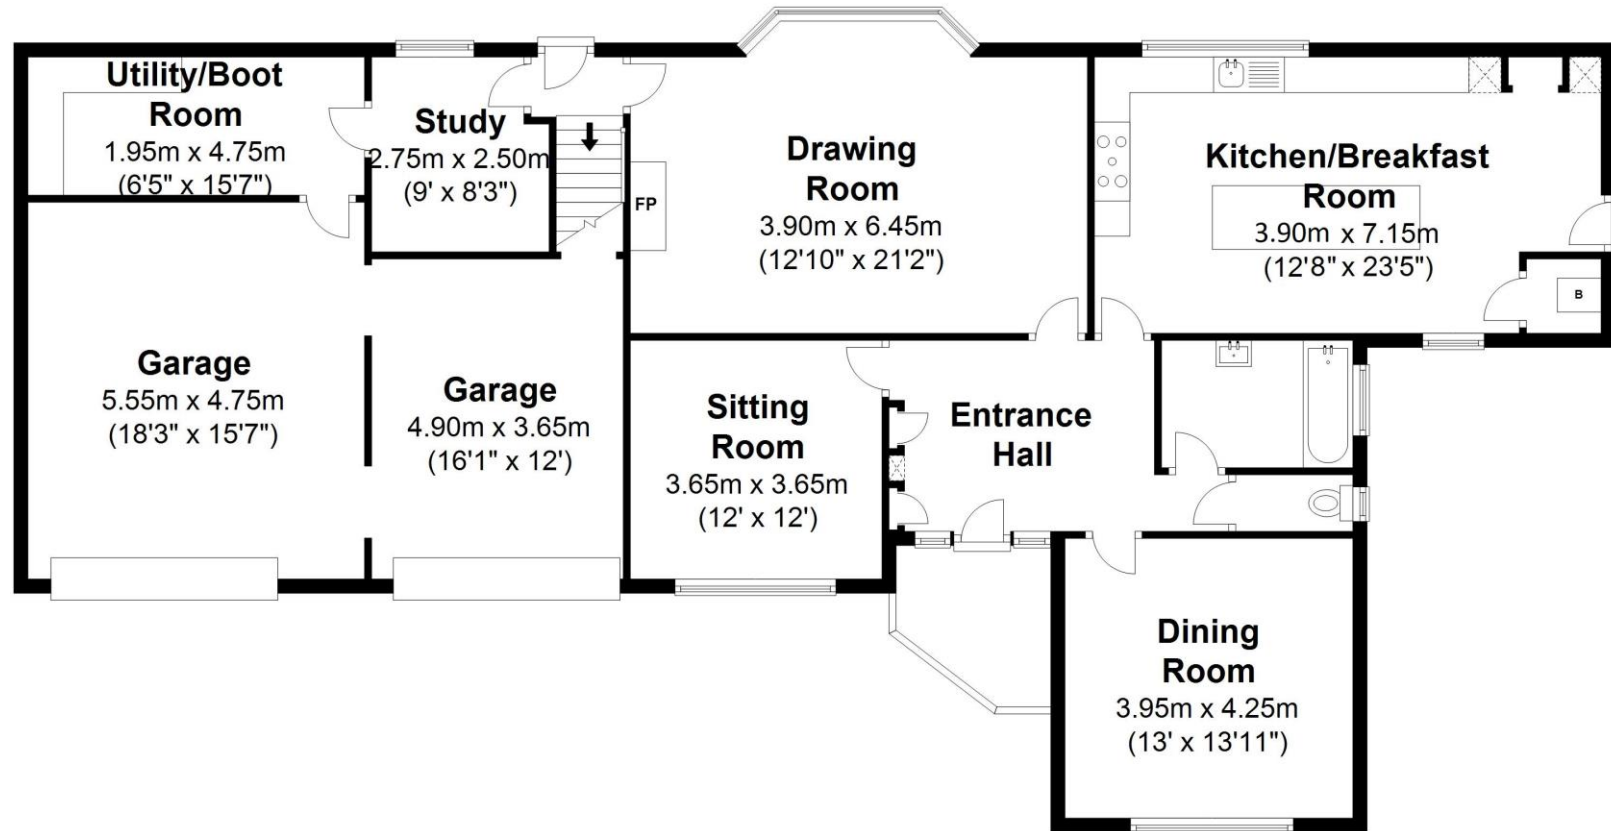 Utility/Boot
Room
1.95m x 4.75m
(6'5" x 15'7")
Study
2.75m x 2.50m
(9' x 8'3")
FP
Drawing
Room
3.90m x 6.45m
(12'10" x 21'2")
Kitchen/Breakfast
Room
3.90m x 7.15m
(12'8" x 23'5")
B
Garage
5.55m x 4.75m
(18'3" x 15'7")
Garage
4.90m x 3.65m
(16'1" x 12')
Sitting
Room
3.65m x 3.65m
(12' x 12')
Entrance
Hall
Dining
Room
3.95m x 4.25m
(13' x 13'11")